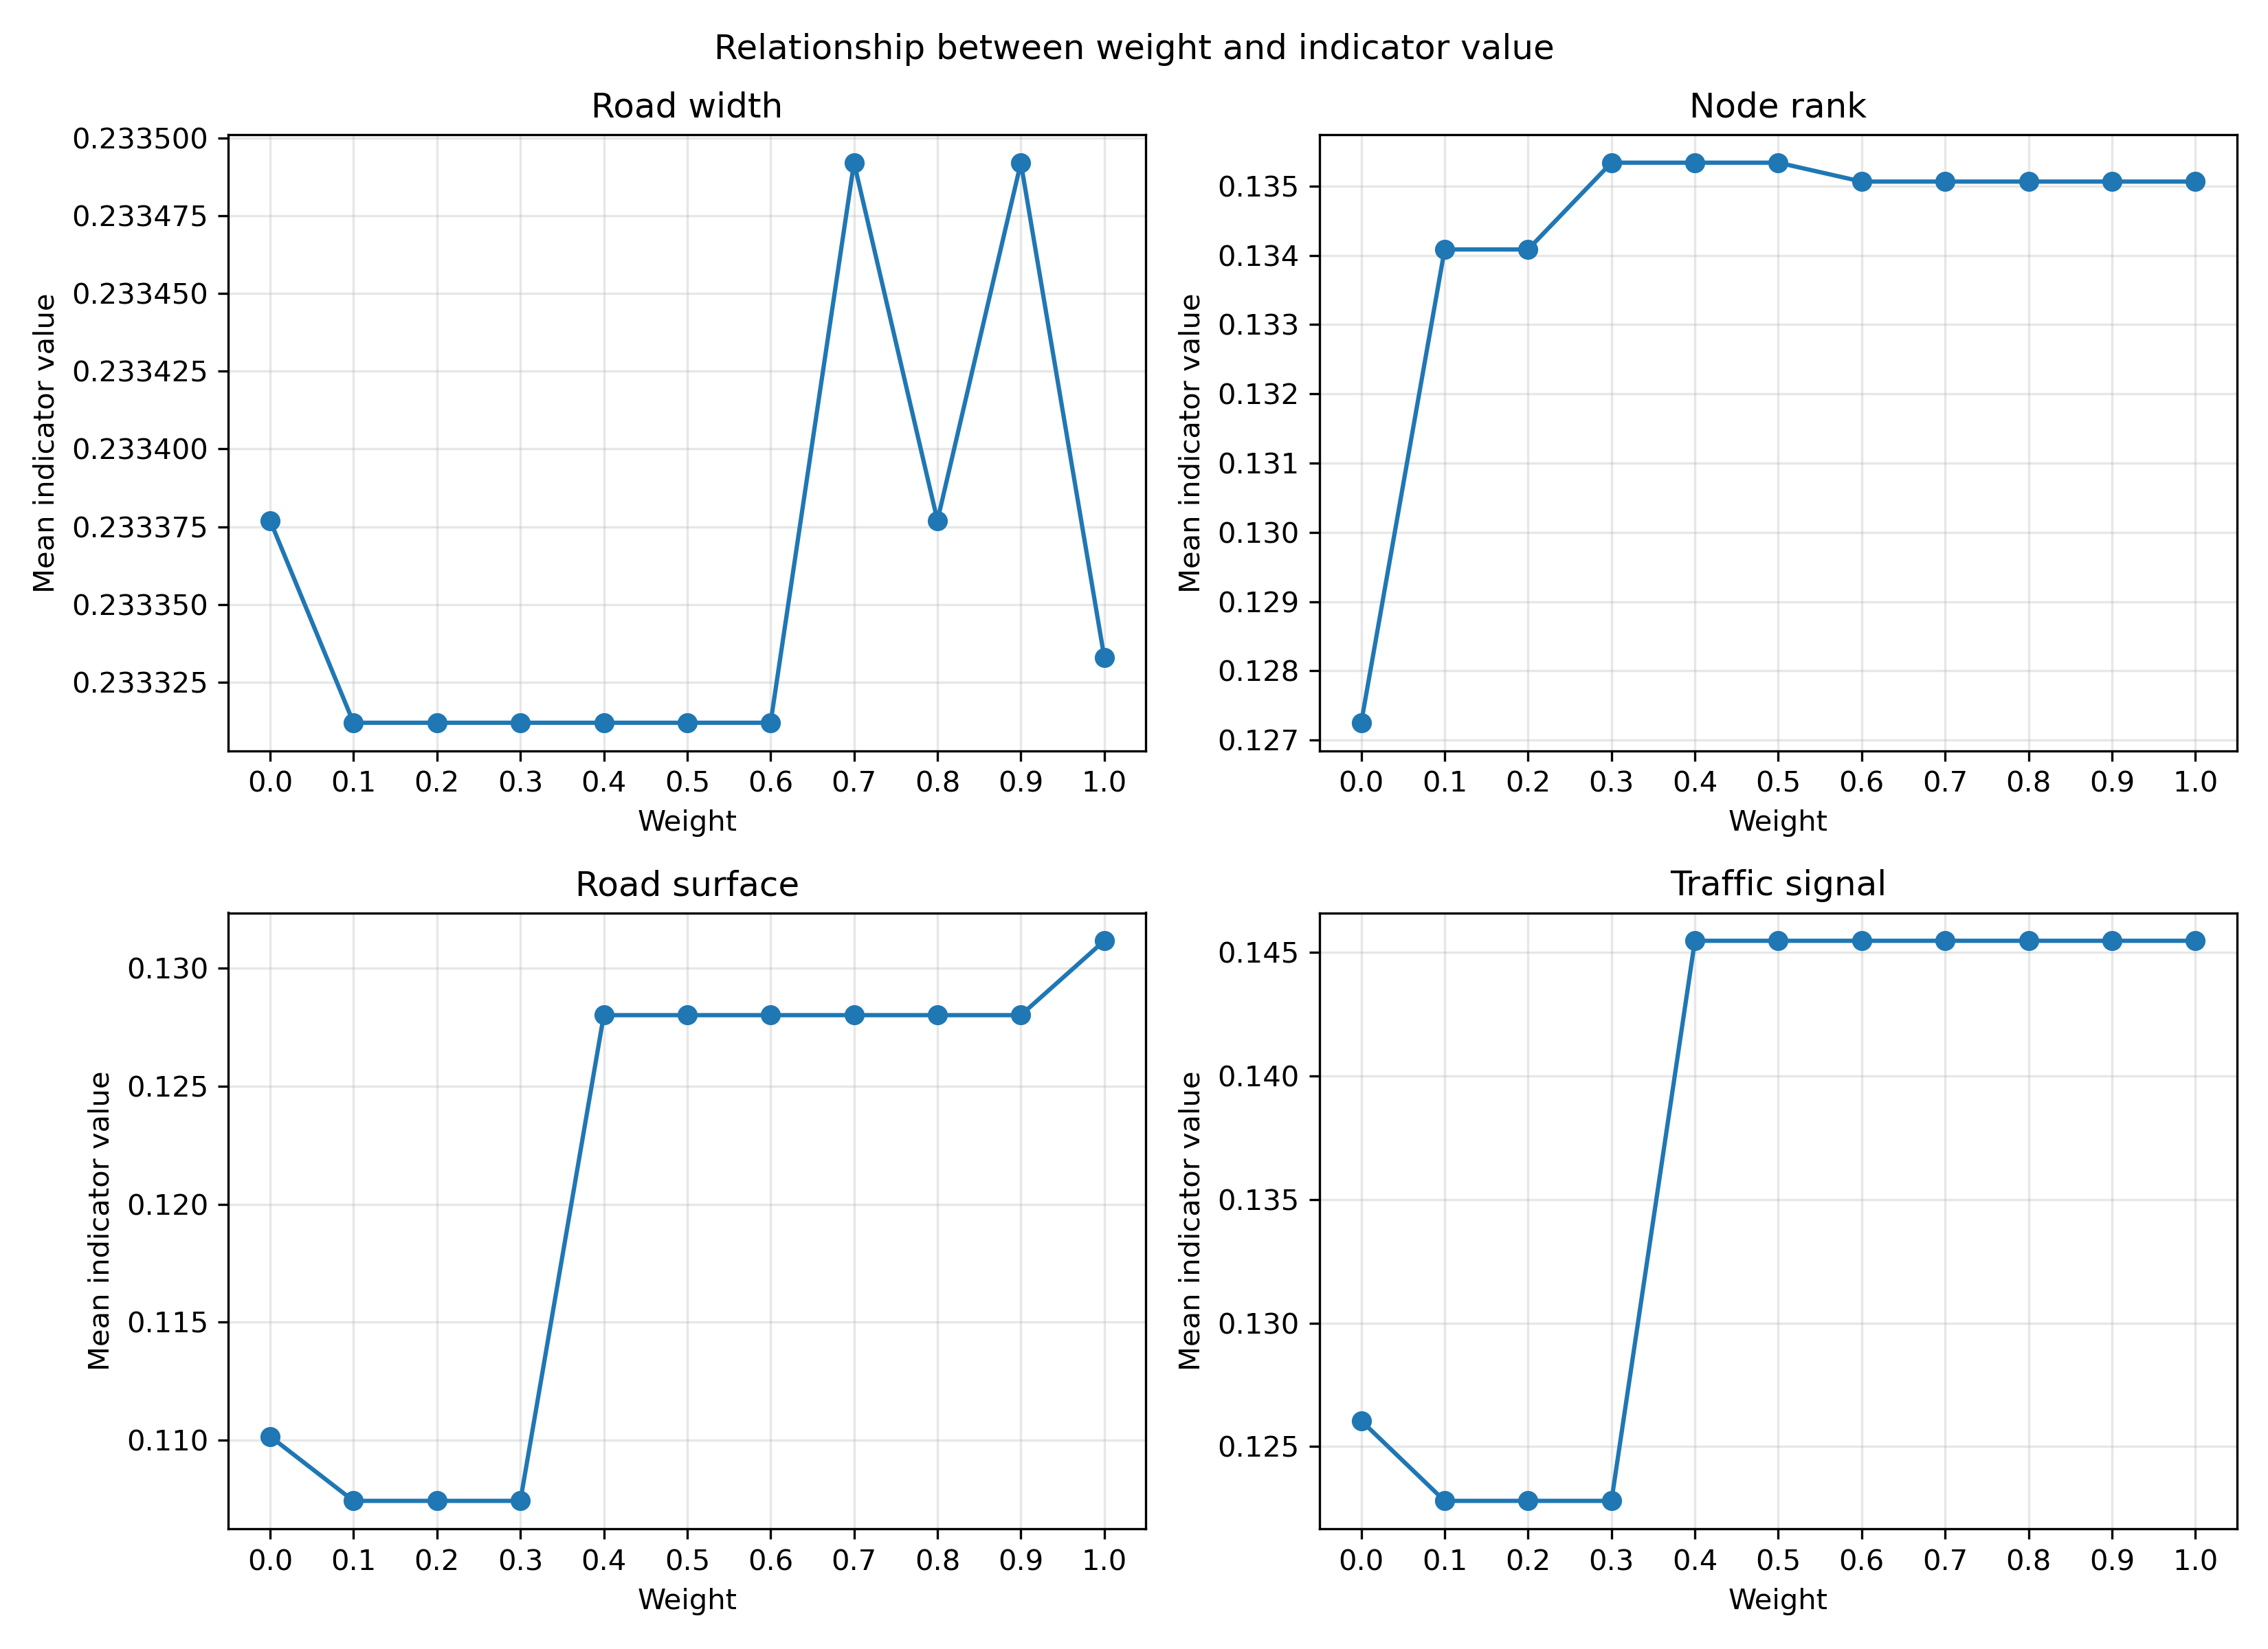 Relationship between weight and indicator value
Road width
Mean indicator value
0.233500
0.233475
0.233450
0.233425
0.233400
0.233375
0.233350
0.233325
0.0 0.1 0.2 0.3 0.4 0.5 0.6 0.7 0.8 0.9 1.0
Weight
Node rank
Mean indicator value
0.135
0.134
0.133
0.132
0.131
0.130
0.129
0.128
0.127
0.0 0.1 0.2 0.3 0.4 0.5 0.6 0.7 0.8 0.9 1.0
Weight
Road surface
Mean indicator value
0.130
0.125
0.120
0.115
0.110
0.0 0.1 0.2 0.3 0.4 0.5 0.6 0.7 0.8 0.9 1.0
Weight
Traffic signal
Mean indicator value
0.145
0.140
0.135
0.130
0.125
0.0 0.1 0.2 0.3 0.4 0.5 0.6 0.7 0.8 0.9 1.0
Weight